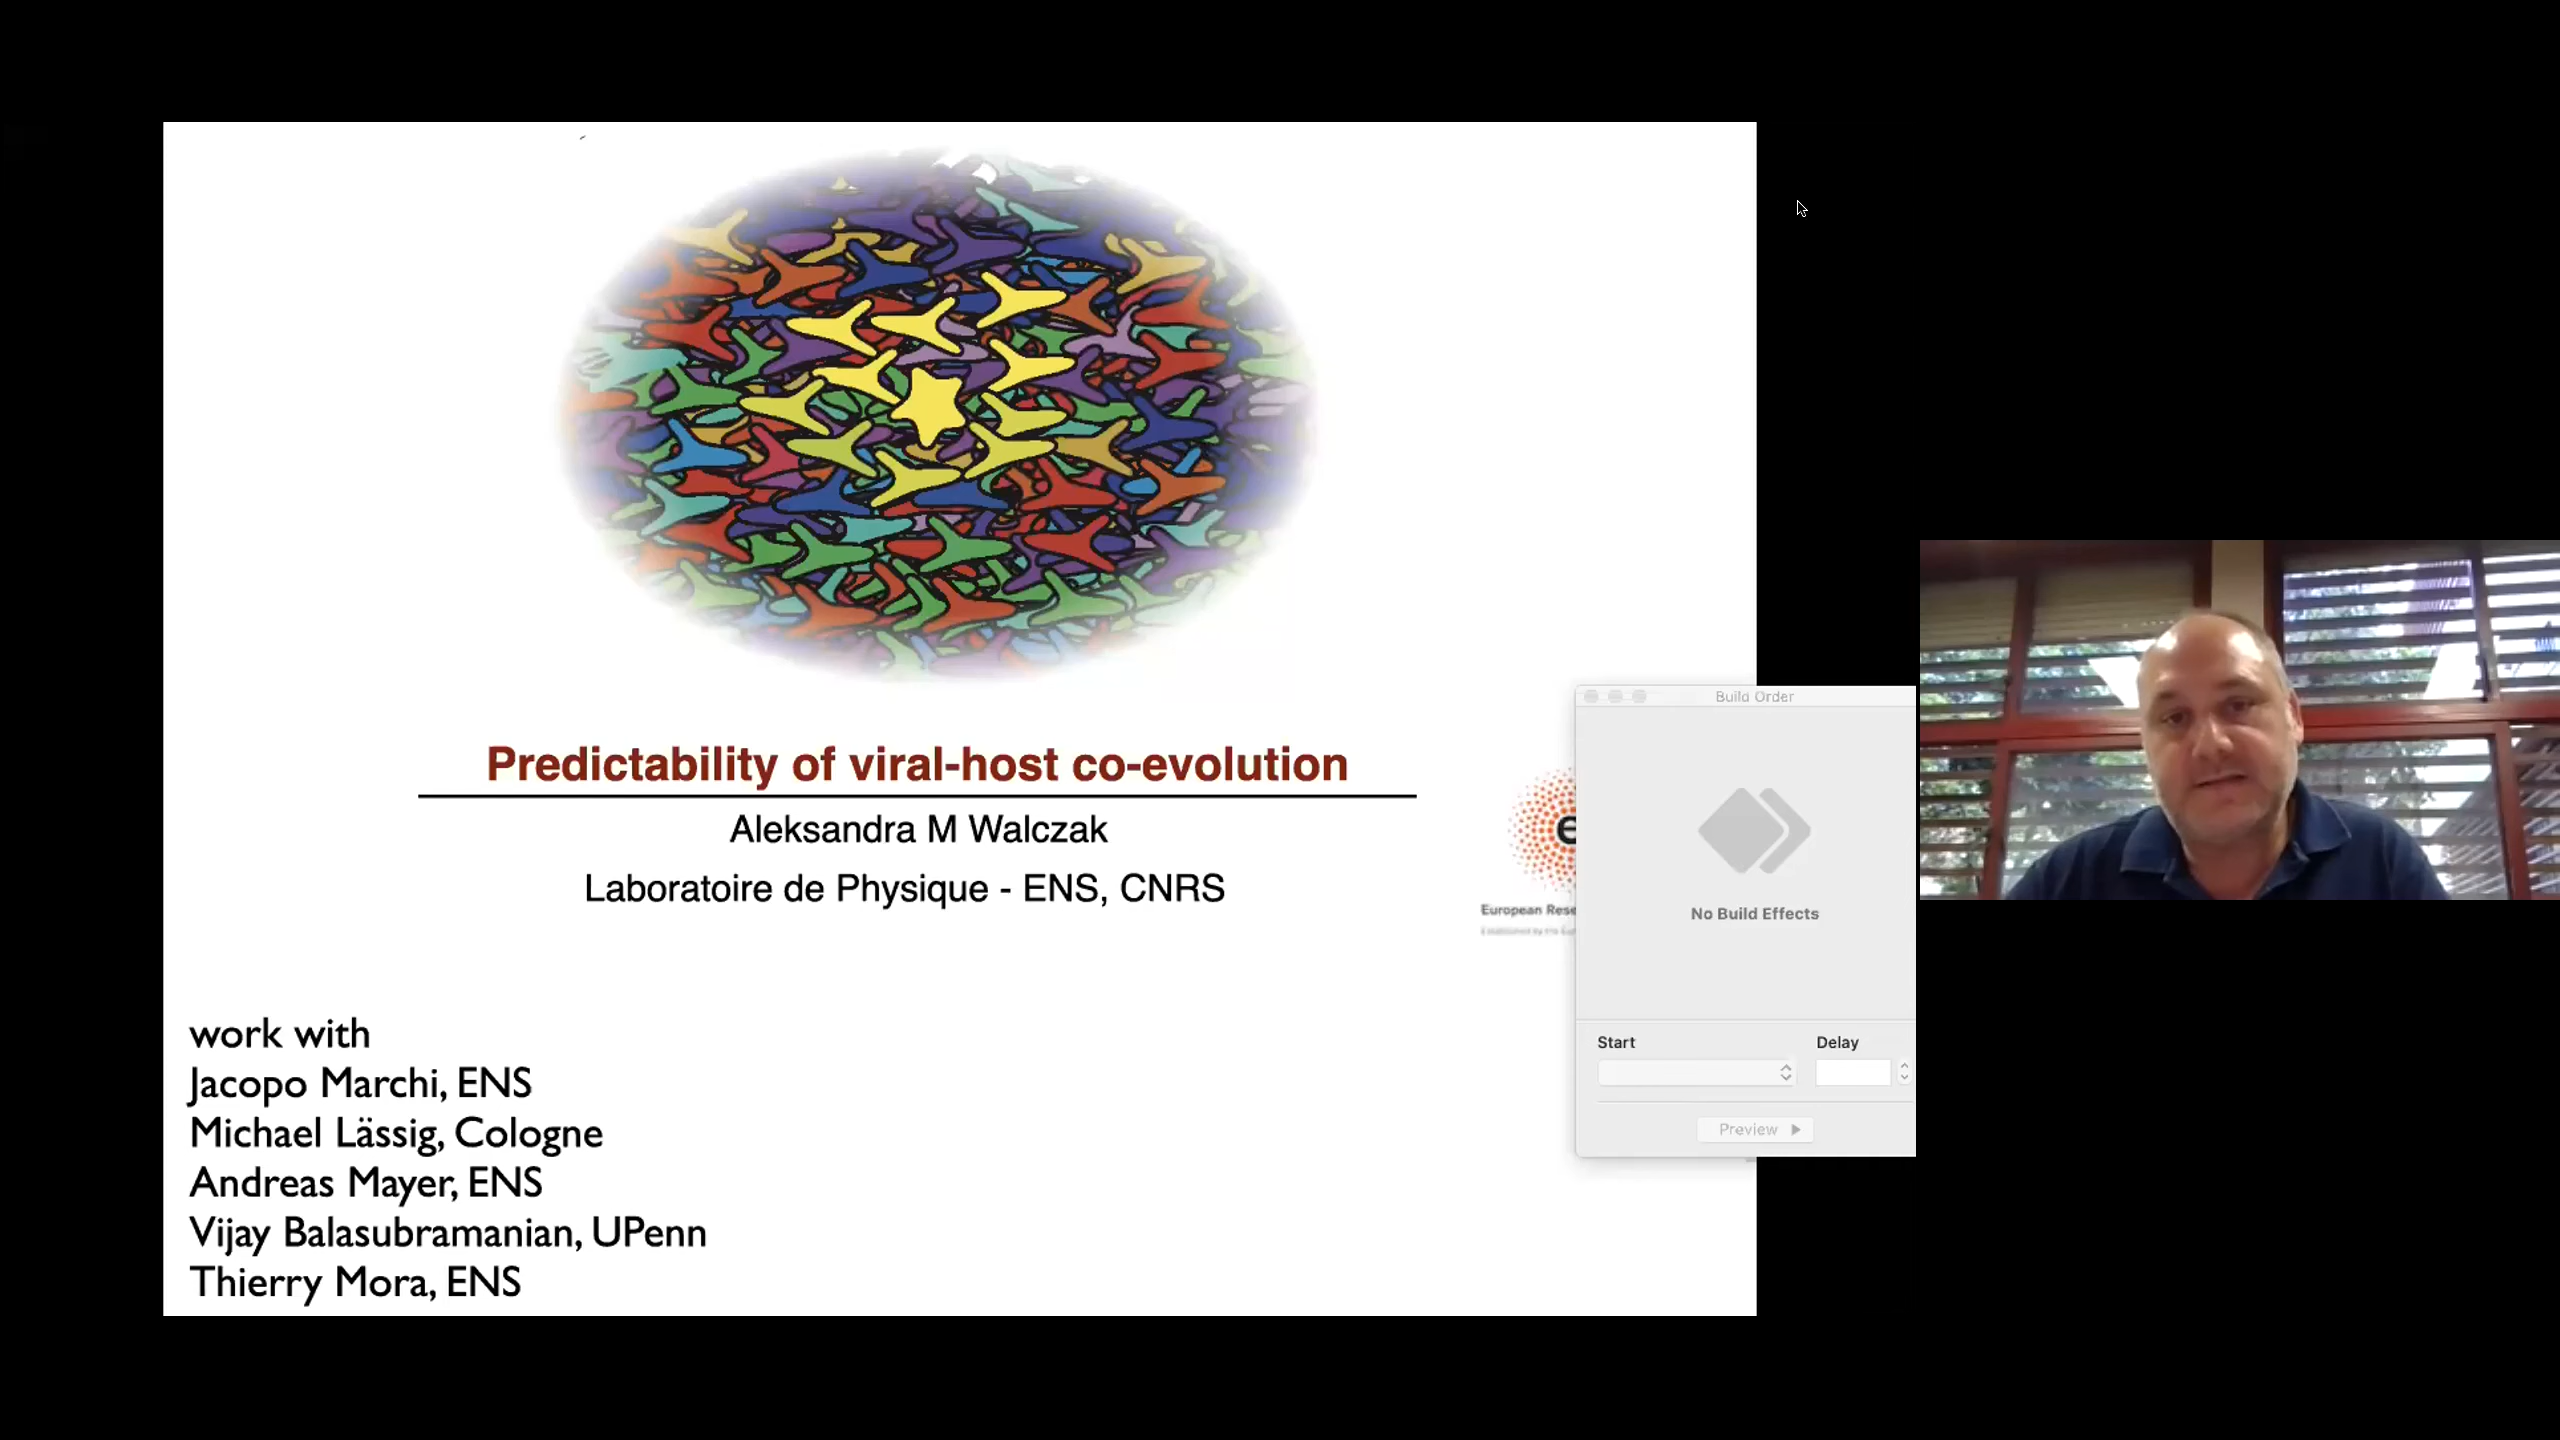 Predictability of viral-host co-evolution
Aleksandra M Walczak
Laboratoire de Physique - ENS, CNRS
work with
Jacopo Marchi, ENS
Michael Lässig, Cologne
Andreas Mayer, ENS
Vijay Balasubramanian, UPenn
Thierry Mora, ENS
e
European Rese
Build Order
No Build Effects
Start
Delay
Preview